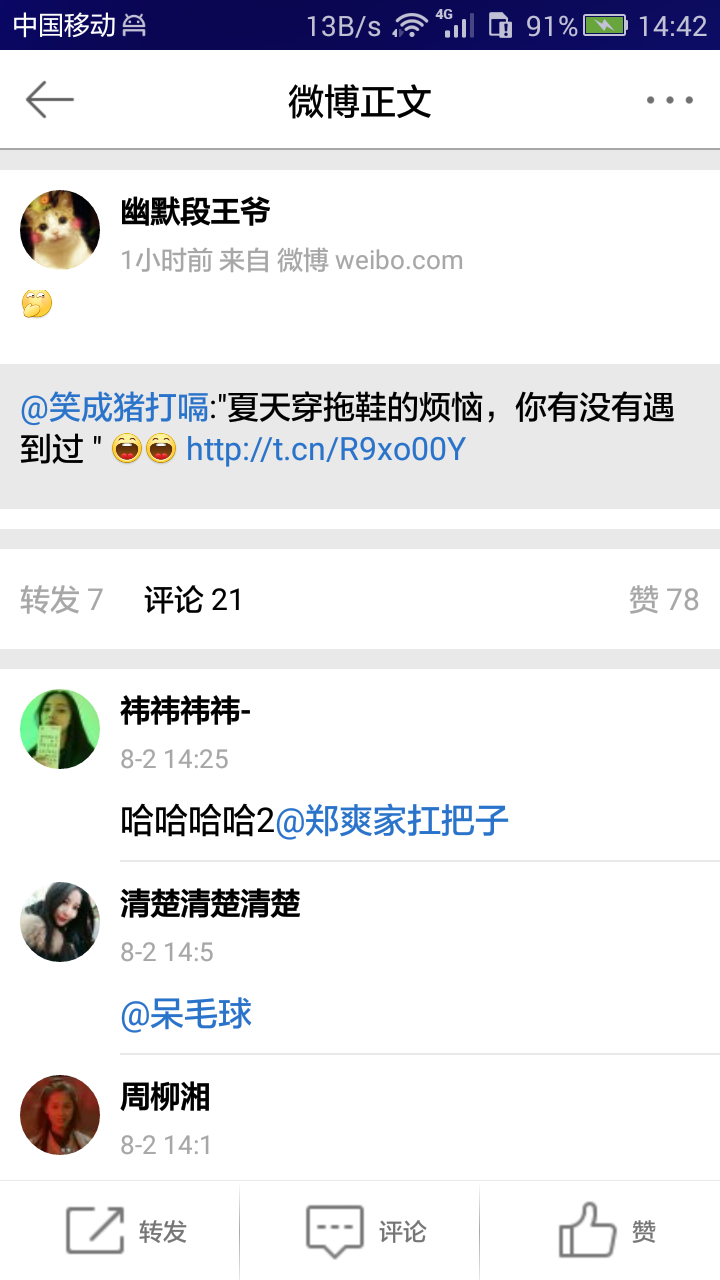 中国移动 13B/s 4G 91% 14:42
微博正文
幽默段王爷
1小时前 来自 微博 weibo.com
@笑成猪打嗝:"夏天穿拖鞋的烦恼，你有没有遇
到过 " http://t.cn/R9xo00Y
转发 7 评论 21 赞 78
祎祎祎祎-
8-2 14:25
哈哈哈哈2@郑爽家扛把子
清楚清楚清楚
8-2 14:5
@呆毛球
周柳湘
8-2 14:1
转发 评论 赞